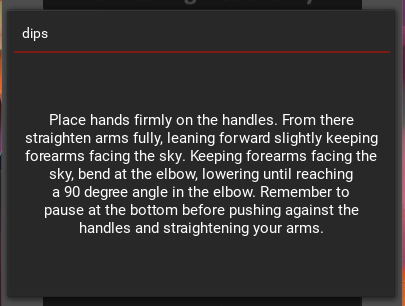 dips
Place hands firmly on the handles. From there
straighten arms fully, leaning forward slightly keeping
forearms facing the sky. Keeping forearms facing the
sky, bend at the elbow, lowering until reaching
a 90 degree angle in the elbow. Remember to
pause at the bottom before pushing against the
handles and straightening your arms.